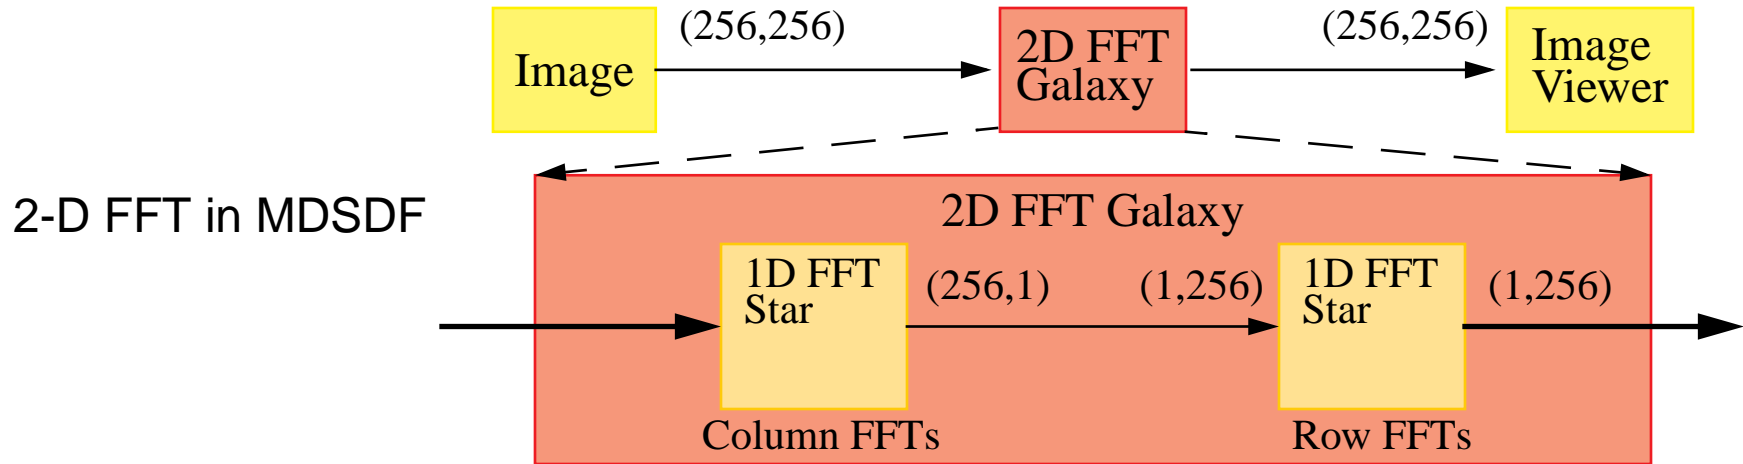 (256,256)
(256,256)
Image
2D FFT
Galaxy
Image
Viewer
2-D FFT in MDSDF
2D FFT Galaxy
1D FFT
Star
(256,1)
(1,256)
1D FFT
Star
(1,256)
Column FFTs
Row FFTs